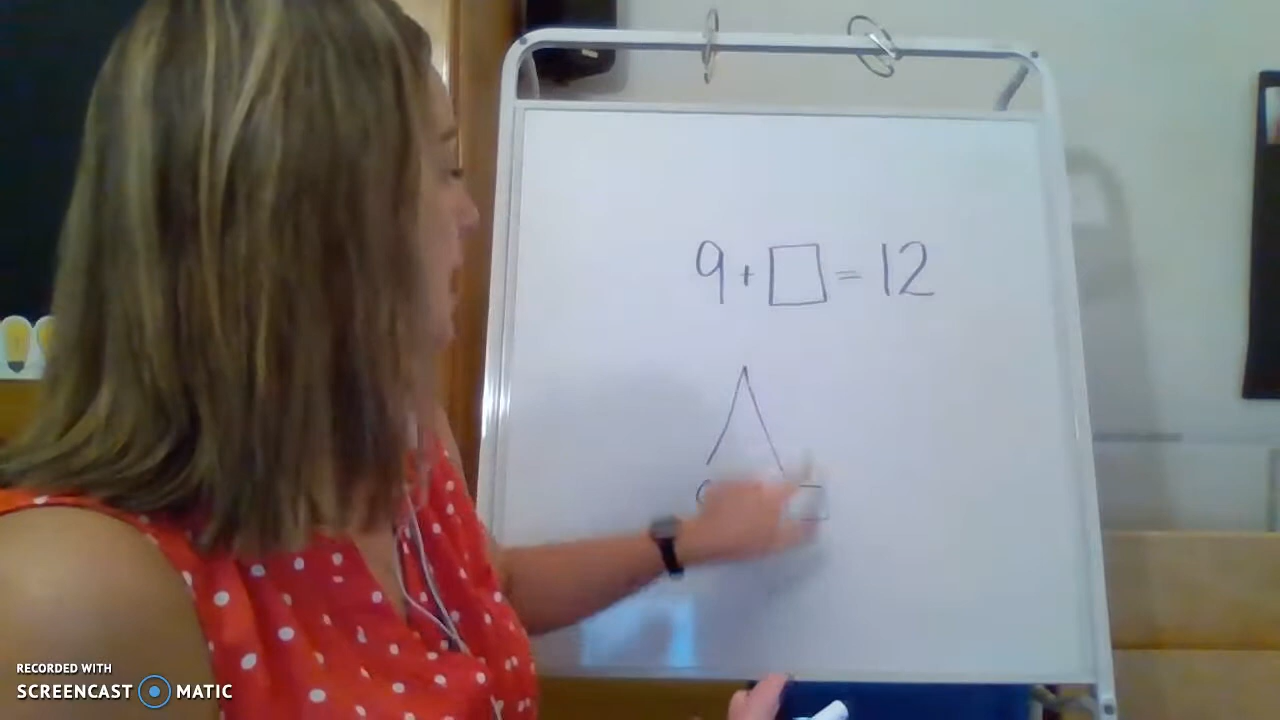 9 + □ = 12
RECORDED WITH
SCREENCAST MATIC